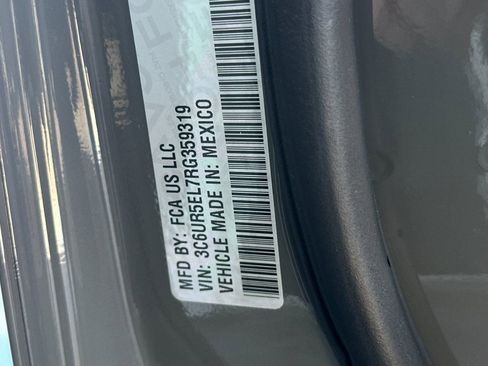 MFD BY: FCA US LLC
VIN: 3C6UR5EL7RG359319
VEHICLE MADE IN: MEXICO